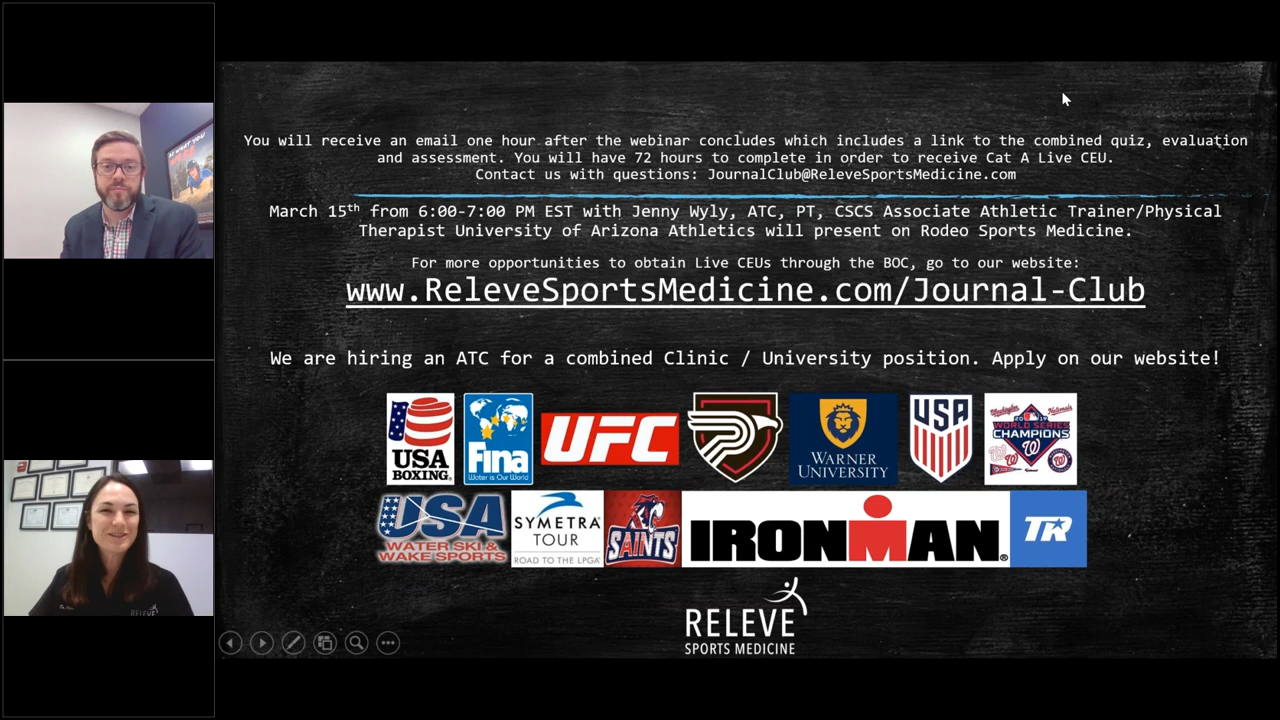 You will receive an email one hour after the webinar concludes which includes a link to the combined quiz, evaluation
and assessment. You will have 72 hours to complete in order to receive Cat A Live CEU.
Contact us with questions: JournalClub@ReleveSportsMedicine.com
March 15th from 6:00-7:00 PM EST with Jenny Wyly, ATC, PT, CSCS Associate Athletic Trainer/Physical
Therapist University of Arizona Athletics will present on Rodeo Sports Medicine.
For more opportunities to obtain Live CEUs through the BOC, go to our website:
www.ReleveSportsMedicine.com/Journal-Club
We are hiring an ATC for a combined Clinic / University position. Apply on our website!
USA
BOXING
fina
Water is Our World
UFC
WARNER
UNIVERSITY
USA
Washington Nationals
2019
WORLD SERIES
CHAMPIONS
W
USA
WATER SKI &
WAKE SPORTS
SYMETRA
TOUR
ROAD TO THE LPGA
SAINTS
IRONMAN®
TR
RELEVE
SPORTS MEDICINE